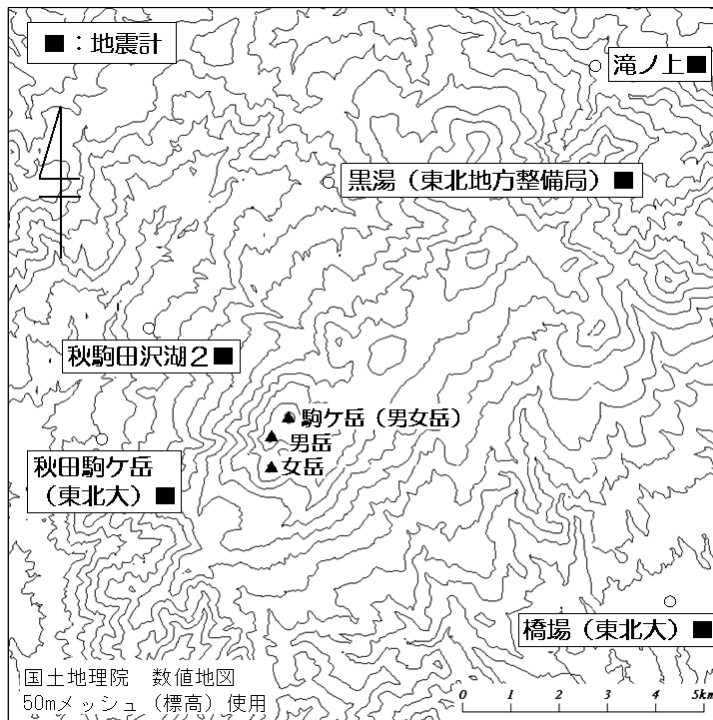 ■：地震計
滝ノ上■
黒湯（東北地方整備局）■
秋駒田沢湖２■
駒ケ岳（男女岳）
男岳
女岳
秋田駒ケ岳
（東北大）■
橋場（東北大）■
国土地理院　数値地図
50mメッシュ（標高）使用
0 1 2 3 4 5km